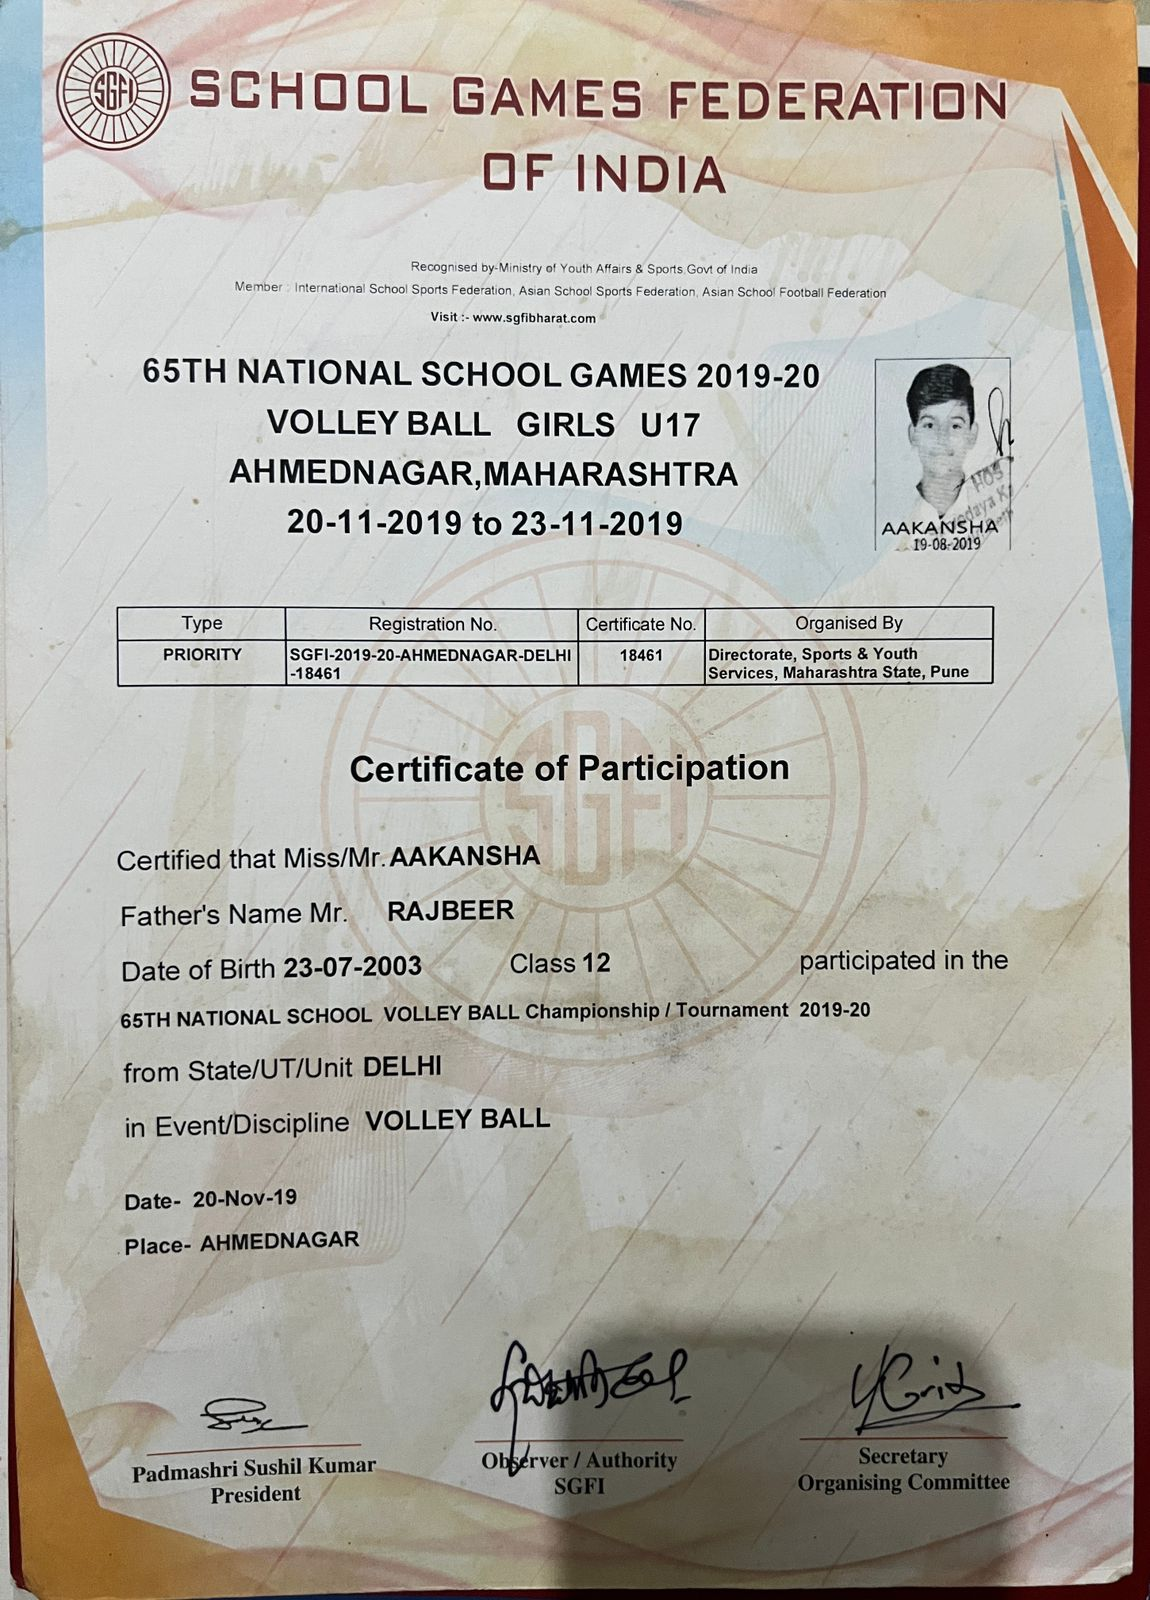 SGFI
SCHOOL GAMES FEDERATION
OF INDIA
Recognised by-Ministry of Youth Affairs & Sports,Govt of India
Member : International School Sports Federation, Asian School Sports Federation, Asian School Football Federation
Visit :- www.sgfibharat.com
65TH NATIONAL SCHOOL GAMES 2019-20
VOLLEY BALL GIRLS U17
AHMEDNAGAR,MAHARASHTRA
20-11-2019 to 23-11-2019
HOS
AAKANSHA
19-08-2019
Type Registration No. Certificate No. Organised By
PRIORITY SGFI-2019-20-AHMEDNAGAR-DELHI 18461 Directorate, Sports & Youth
-18461 Services, Maharashtra State, Pune
SGFI
Certificate of Participation
Certified that Miss/Mr. AAKANSHA
Father's Name Mr. RAJBEER
Date of Birth 23-07-2003 Class 12 participated in the
65TH NATIONAL SCHOOL VOLLEY BALL Championship / Tournament 2019-20
from State/UT/Unit DELHI
in Event/Discipline VOLLEY BALL
Date- 20-Nov-19
Place- AHMEDNAGAR
Padmashri Sushil Kumar Observer / Authority Secretary
President SGFI Organising Committee